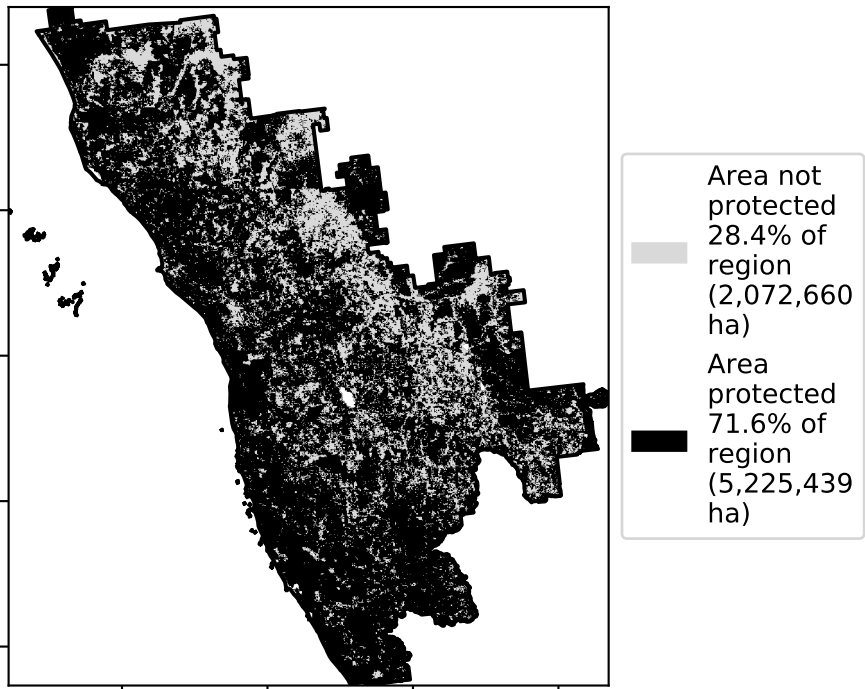 Area not
protected
28.4% of
region
(2,072,660
ha)
Area
protected
71.6% of
region
(5,225,439
ha)